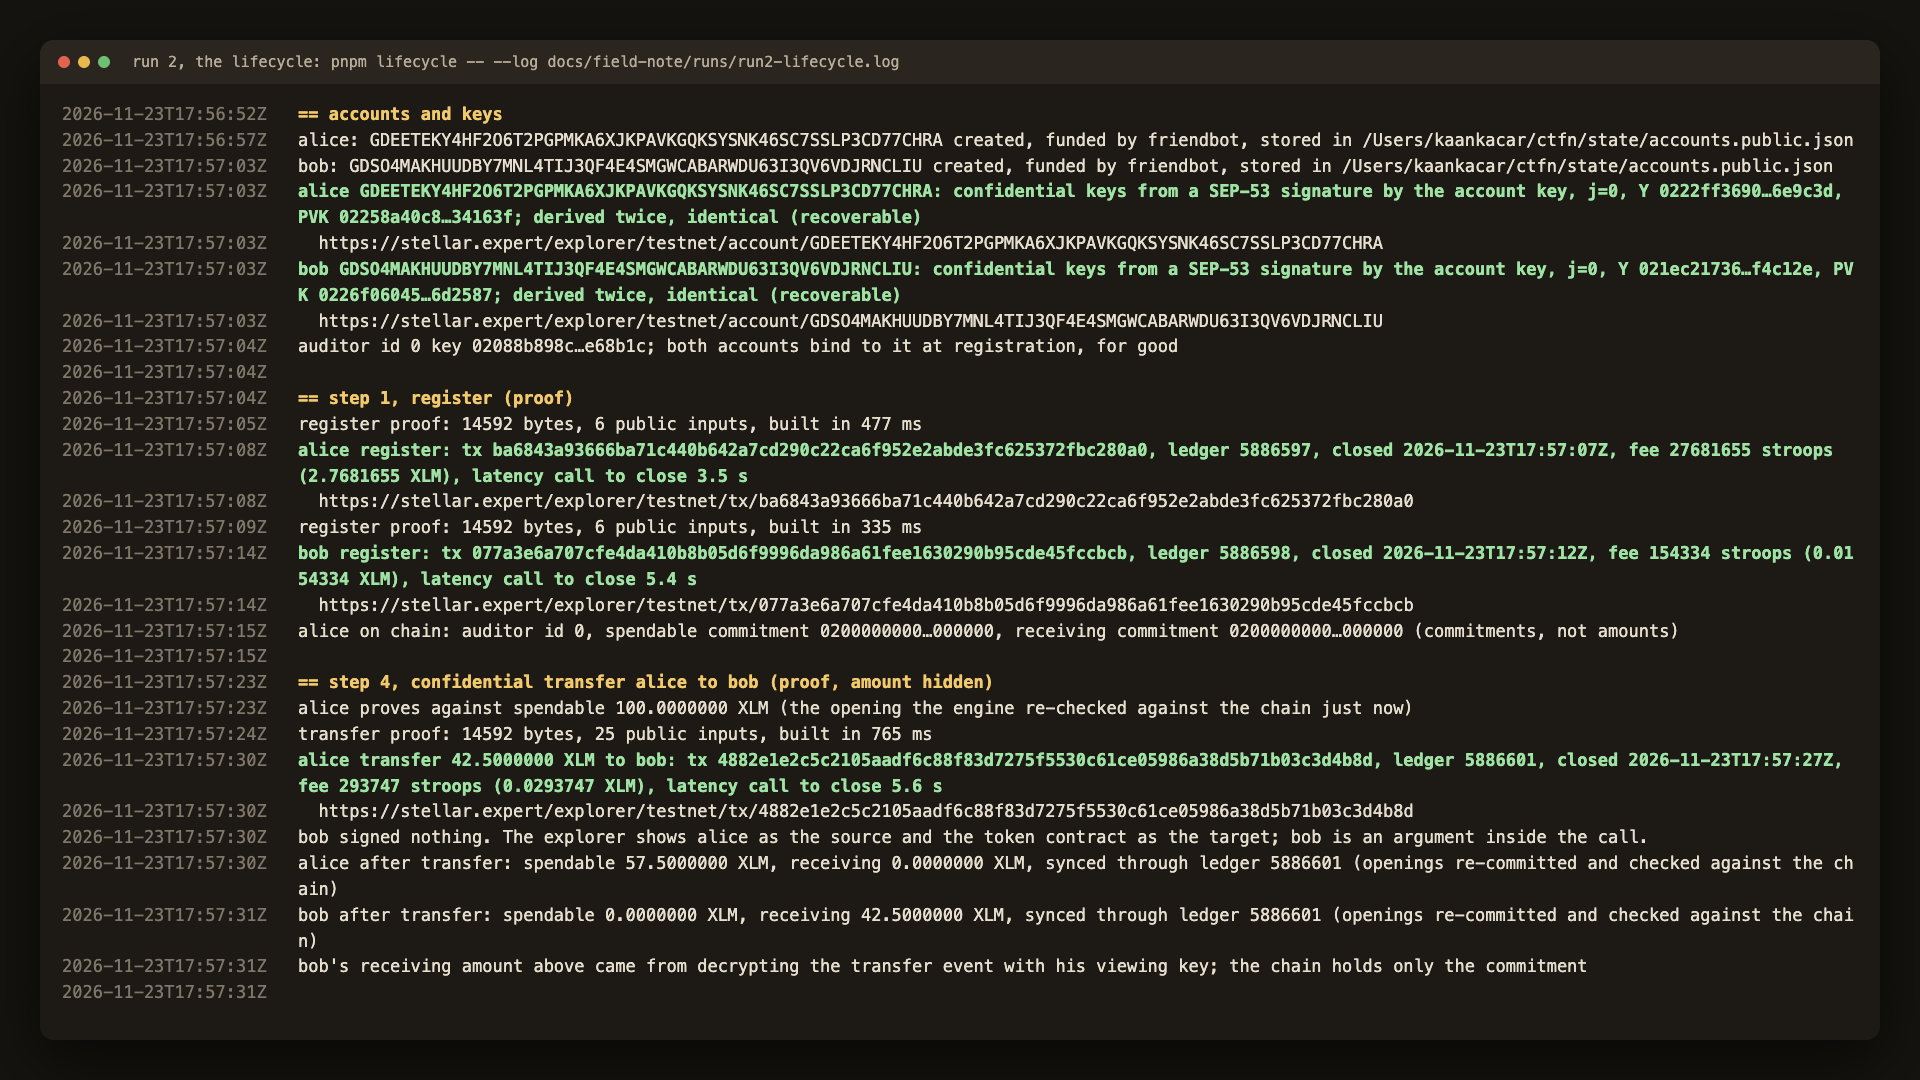 run 2, the lifecycle: pnpm lifecycle -- --log docs/field-note/runs/run2-lifecycle.log
2026-11-23T17:56:52Z == accounts and keys
2026-11-23T17:56:57Z alice: GDEETEKY4HF2O6T2PGPMKA6XJKPAVKGQKSYSNK46SC7SSLP3CD77CHRA created, funded by friendbot, stored in /Users/kaankacar/ctfn/state/accounts.public.json
2026-11-23T17:57:03Z bob: GDSO4MAKHUUDBY7MNL4TIJ3QF4E4SMGWCABARWDU63I3QV6VDJRNCLIU created, funded by friendbot, stored in /Users/kaankacar/ctfn/state/accounts.public.json
2026-11-23T17:57:03Z alice GDEETEKY4HF2O6T2PGPMKA6XJKPAVKGQKSYSNK46SC7SSLP3CD77CHRA: confidential keys from a SEP-53 signature by the account key, j=0, Y 0222ff3690…6e9c3d,
PVK 02258a40c8…34163f; derived twice, identical (recoverable)
2026-11-23T17:57:03Z https://stellar.expert/explorer/testnet/account/GDEETEKY4HF2O6T2PGPMKA6XJKPAVKGQKSYSNK46SC7SSLP3CD77CHRA
2026-11-23T17:57:03Z bob GDSO4MAKHUUDBY7MNL4TIJ3QF4E4SMGWCABARWDU63I3QV6VDJRNCLIU: confidential keys from a SEP-53 signature by the account key, j=0, Y 021ec21736…f4c12e, PV
K 0226f06045…6d2587; derived twice, identical (recoverable)
2026-11-23T17:57:03Z https://stellar.expert/explorer/testnet/account/GDSO4MAKHUUDBY7MNL4TIJ3QF4E4SMGWCABARWDU63I3QV6VDJRNCLIU
2026-11-23T17:57:04Z auditor id 0 key 02088b898c…e68b1c; both accounts bind to it at registration, for good
2026-11-23T17:57:04Z
2026-11-23T17:57:04Z == step 1, register (proof)
2026-11-23T17:57:05Z register proof: 14592 bytes, 6 public inputs, built in 477 ms
2026-11-23T17:57:08Z alice register: tx ba6843a93666ba71c440b642a7cd290c22ca6f952e2abde3fc625372fbc280a0, ledger 5886597, closed 2026-11-23T17:57:07Z, fee 27681655 stroops
(2.7681655 XLM), latency call to close 3.5 s
2026-11-23T17:57:08Z https://stellar.expert/explorer/testnet/tx/ba6843a93666ba71c440b642a7cd290c22ca6f952e2abde3fc625372fbc280a0
2026-11-23T17:57:09Z register proof: 14592 bytes, 6 public inputs, built in 335 ms
2026-11-23T17:57:14Z bob register: tx 077a3e6a707cfe4da410b8b05d6f9996da986a61fee1630290b95cde45fccbcb, ledger 5886598, closed 2026-11-23T17:57:12Z, fee 154334 stroops (0.01
54334 XLM), latency call to close 5.4 s
2026-11-23T17:57:14Z https://stellar.expert/explorer/testnet/tx/077a3e6a707cfe4da410b8b05d6f9996da986a61fee1630290b95cde45fccbcb
2026-11-23T17:57:15Z alice on chain: auditor id 0, spendable commitment 0200000000…000000, receiving commitment 0200000000…000000 (commitments, not amounts)
2026-11-23T17:57:15Z
2026-11-23T17:57:23Z == step 4, confidential transfer alice to bob (proof, amount hidden)
2026-11-23T17:57:23Z alice proves against spendable 100.0000000 XLM (the opening the engine re-checked against the chain just now)
2026-11-23T17:57:24Z transfer proof: 14592 bytes, 25 public inputs, built in 765 ms
2026-11-23T17:57:30Z alice transfer 42.5000000 XLM to bob: tx 4882e1e2c5c2105aadf6c88f83d7275f5530c61ce05986a38d5b71b03c3d4b8d, ledger 5886601, closed 2026-11-23T17:57:27Z,
fee 293747 stroops (0.0293747 XLM), latency call to close 5.6 s
2026-11-23T17:57:30Z https://stellar.expert/explorer/testnet/tx/4882e1e2c5c2105aadf6c88f83d7275f5530c61ce05986a38d5b71b03c3d4b8d
2026-11-23T17:57:30Z bob signed nothing. The explorer shows alice as the source and the token contract as the target; bob is an argument inside the call.
2026-11-23T17:57:30Z alice after transfer: spendable 57.5000000 XLM, receiving 0.0000000 XLM, synced through ledger 5886601 (openings re-committed and checked against the ch
ain)
2026-11-23T17:57:31Z bob after transfer: spendable 0.0000000 XLM, receiving 42.5000000 XLM, synced through ledger 5886601 (openings re-committed and checked against the chai
n)
2026-11-23T17:57:31Z bob's receiving amount above came from decrypting the transfer event with his viewing key; the chain holds only the commitment
2026-11-23T17:57:31Z